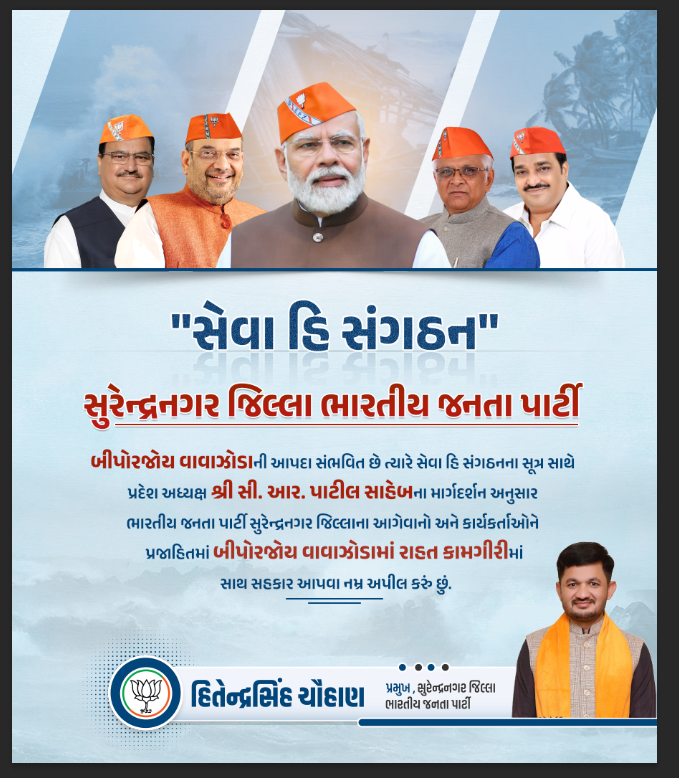 "સેવા હિ સંગઠન"
સુરેન્દ્રનગર જિલ્લા ભારતીય જનતા પાર્ટી
બીપોરજોય વાવાઝોડાની આપદા સંભવિત છે ત્યારે સેવા હિ સંગઠનના સૂત્ર સાથે
પ્રદેશ અધ્યક્ષ શ્રી સી. આર. પાટીલ સાહેબના માર્ગદર્શન અનુસાર
ભારતીય જનતા પાર્ટી સુરેન્દ્રનગર જિલ્લાના આગેવાનો અને કાર્યકર્તાઓને
પ્રજાહિતમાં બીપોરજોય વાવાઝોડામાં રાહત કામગીરીમાં
સાથ સહકાર આપવા નમ્ર અપીલ કરું છું.
હિતેન્દ્રસિંહ ચૌહાણ
પ્રમુખ , સુરેન્દ્રનગર જિલ્લા
ભારતીય જનતા પાર્ટી